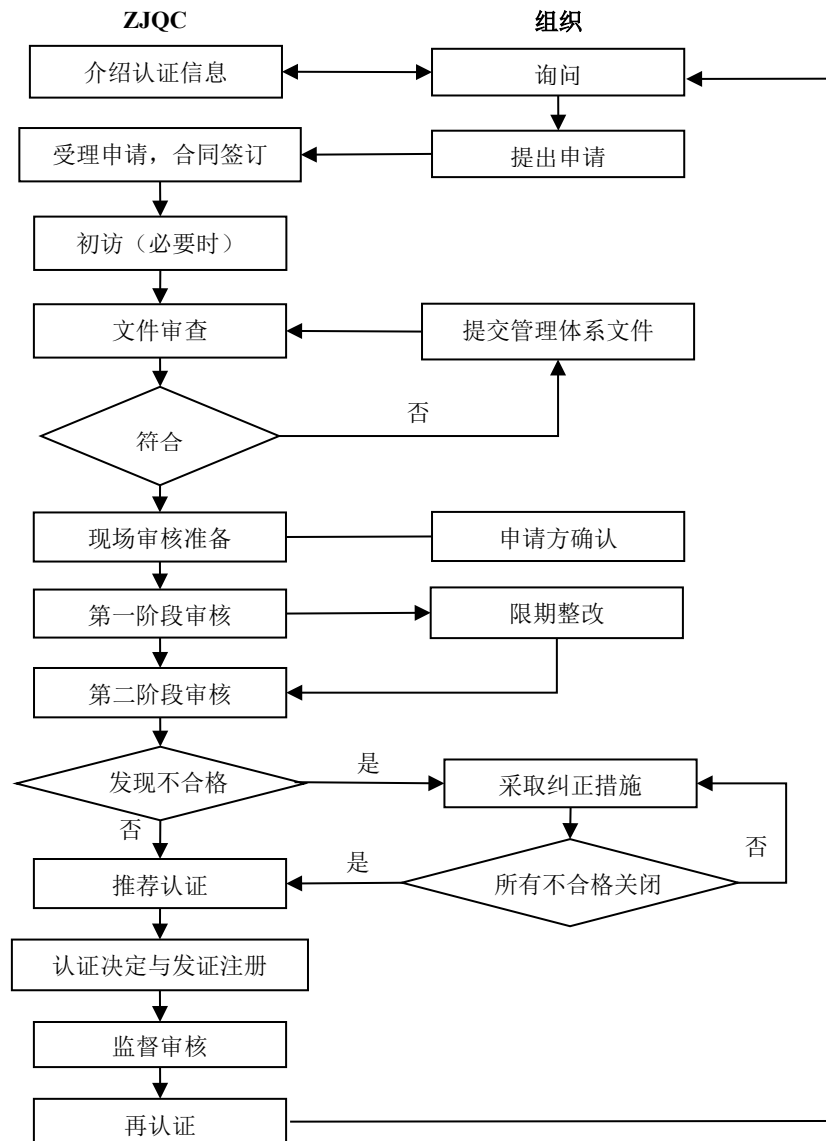 ZJQC
组织
介绍认证信息
询问
受理申请，合同签订
提出申请
初访（必要时）
文件审查
提交管理体系文件
否
符合
现场审核准备
申请方确认
第一阶段审核
限期整改
第二阶段审核
是
发现不合格
采取纠正措施
否
是
否
推荐认证
所有不合格关闭
认证决定与发证注册
监督审核
再认证